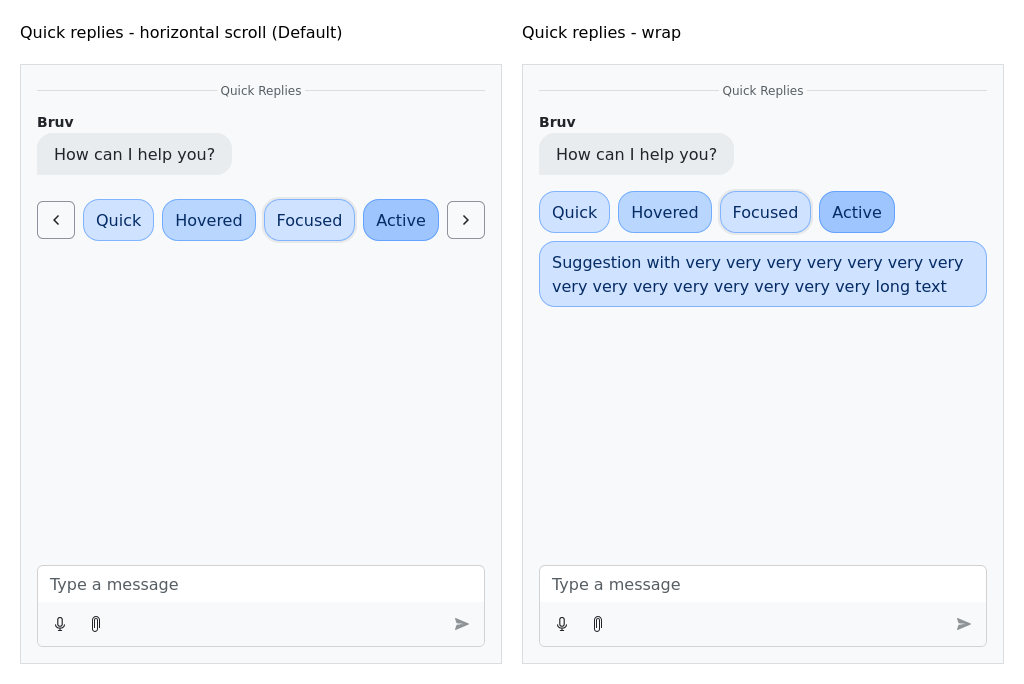 Quick replies - horizontal scroll (Default)
Quick Replies
Bruv
How can I help you?
Quick
Hovered
Focused
Active
Type a message
Quick replies - wrap
Quick Replies
Bruv
How can I help you?
Quick
Hovered
Focused
Active
Suggestion with very very very very very very very
very very very very very very very very long text
Type a message